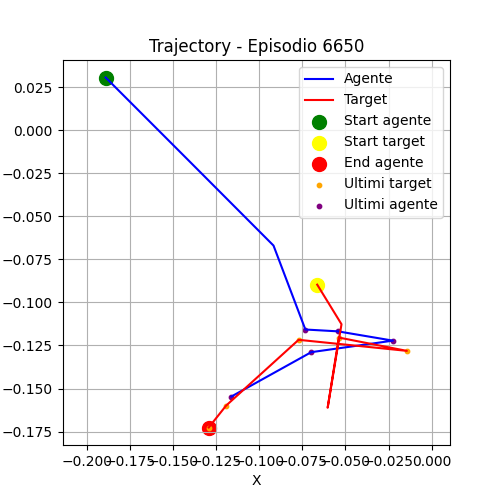 Trajectory - Episodio 6650
Agente
Target
Start agente
Start target
End agente
Ultimi target
Ultimi agente
0.025
0.000
−0.025
−0.050
−0.075
−0.100
−0.125
−0.150
−0.175
−0.200 −0.175 −0.150 −0.125 −0.100 −0.075 −0.050 −0.025 0.000
X